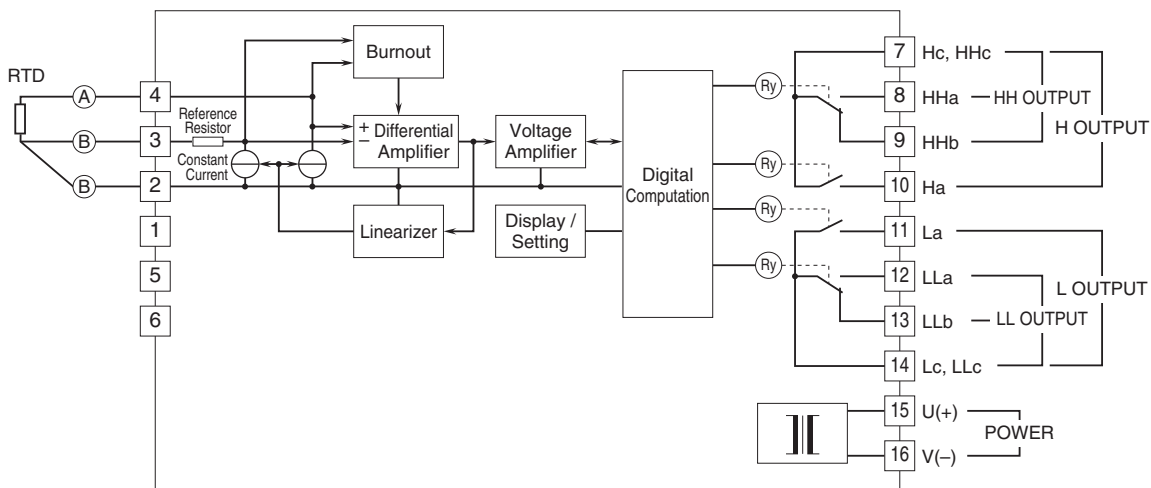 RTD
A
B
B
4
3
2
1
5
6
Reference
Resistor
Constant
Current
Burnout
+
–
Differential
Amplifier
Voltage
Amplifier
Linearizer
Display /
Setting
Digital
Computation
Ry
Ry
Ry
Ry
7 Hc, HHc
8 HHa
9 HHb
10 Ha
HH OUTPUT
H OUTPUT
11 La
12 LLa
13 LLb
14 Lc, LLc
LL OUTPUT
L OUTPUT
15 U(+)
16 V(–)
POWER